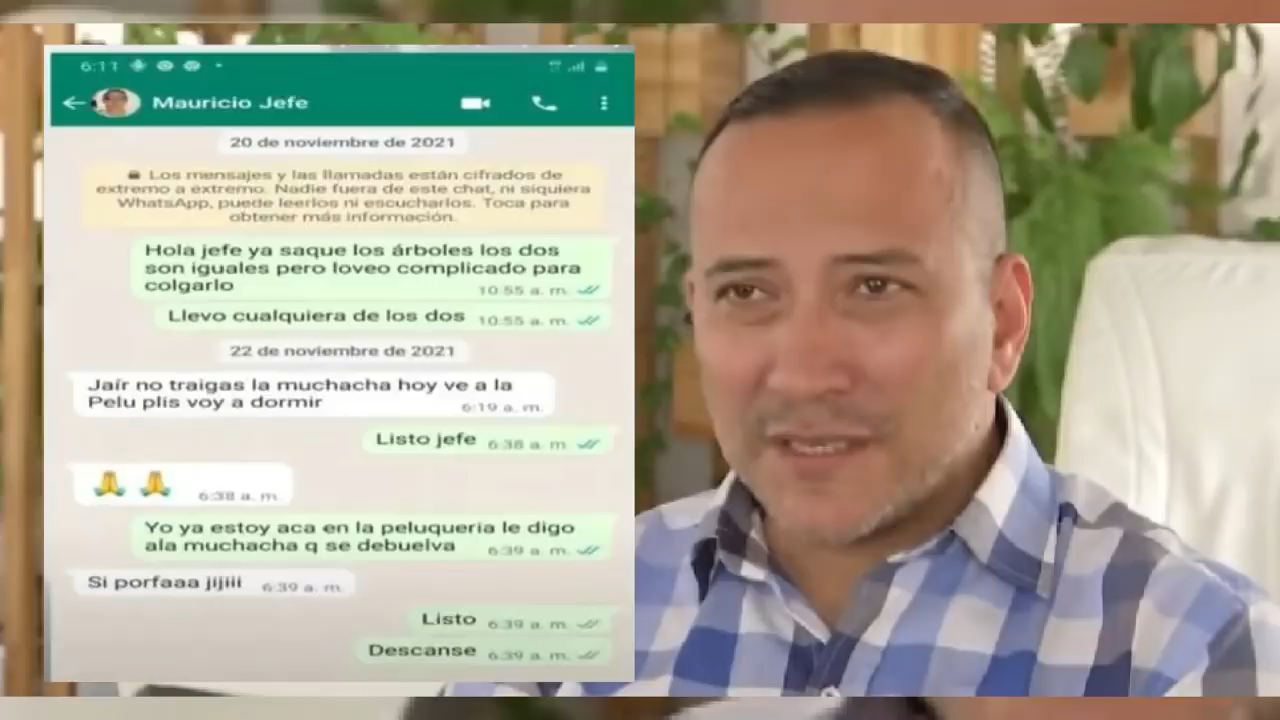 6:11
Mauricio Jefe
20 de noviembre de 2021
Los mensajes y las llamadas están cifrados de
extremo a extremo. Nadie fuera de este chat, ni siquiera
WhatsApp, puede leerlos ni escucharlos. Toca para
obtener más información.
Hola jefe ya saque los árboles los dos
son iguales pero loveo complicado para
colgarlo
10:55 a. m.
Llevo cualquiera de los dos 10:55 a. m.
22 de noviembre de 2021
Jaír no traigas la muchacha hoy ve a la
Pelu plis voy a dormir
6:19 a. m.
Listo jefe 6:38 a. m.
🙏 🙏 6:38 a. m.
Yo ya estoy aca en la peluqueria le digo
ala muchacha q se debuelva 6:39 a. m.
Si porfaaa jijiii 6:39 a. m.
Listo 6:39 a. m.
Descanse 6:39 a. m.